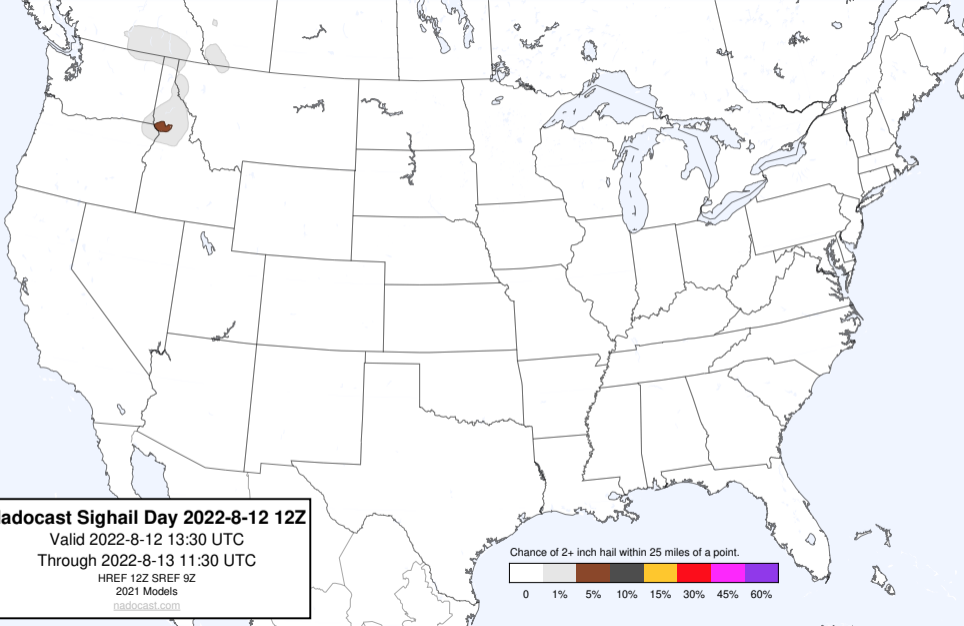 adocast Sighail Day 2022-8-12 12Z
Valid 2022-8-12 13:30 UTC
Through 2022-8-13 11:30 UTC
HREF 12Z SREF 9Z
2021 Models
nadocast.com
Chance of 2+ inch hail within 25 miles of a point.
0 1% 5% 10% 15% 30% 45% 60%